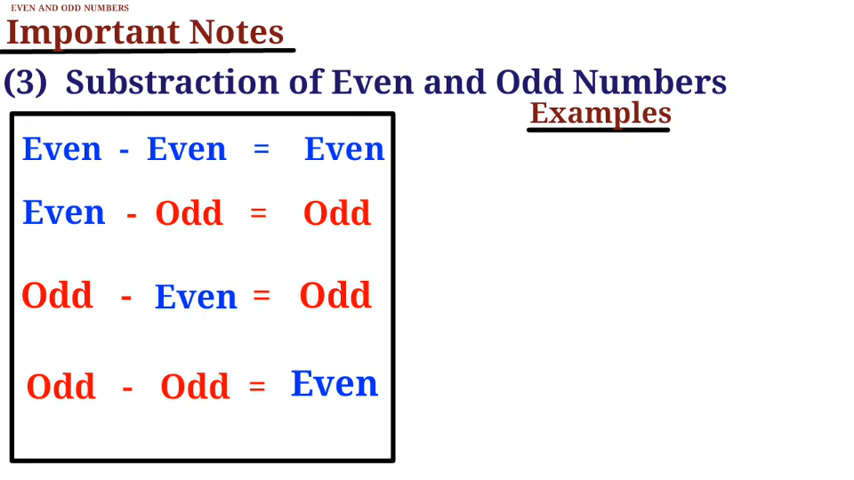 EVEN AND ODD NUMBERS
Important Notes
(3) Substraction of Even and Odd Numbers
Examples
Even - Even = Even
Even - Odd = Odd
Odd - Even = Odd
Odd - Odd = Even